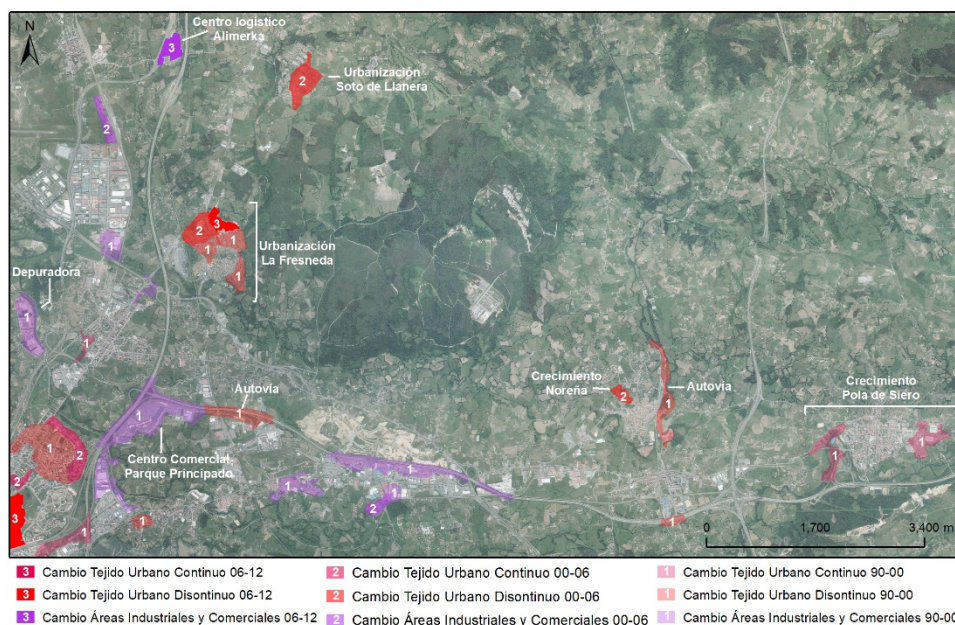 N
Centro logístico
Alimerka
3
2
Urbanización
Soto de Llanera
2
2
3
1
1
1
Urbanización
La Fresneda
1
Depuradora
1
1
Autovía
1
1
Centro Comercial
Parque Principado
1
2
2
3
1
1
1
1
1
Crecimiento
Noreña
2
Autovía
1
1
Crecimiento
Pola de Siero
1
1
0
1,700
3,400 m
3 Cambio Tejido Urbano Continuo 06-12
3 Cambio Tejido Urbano Disontinuo 06-12
3 Cambio Áreas Industriales y Comerciales 06-12
2 Cambio Tejido Urbano Continuo 00-06
2 Cambio Tejido Urbano Disontinuo 00-06
2 Cambio Áreas Industriales y Comerciales 00-06
1 Cambio Tejido Urbano Continuo 90-00
1 Cambio Tejido Urbano Disontinuo 90-00
1 Cambio Áreas Industriales y Comerciales 90-00